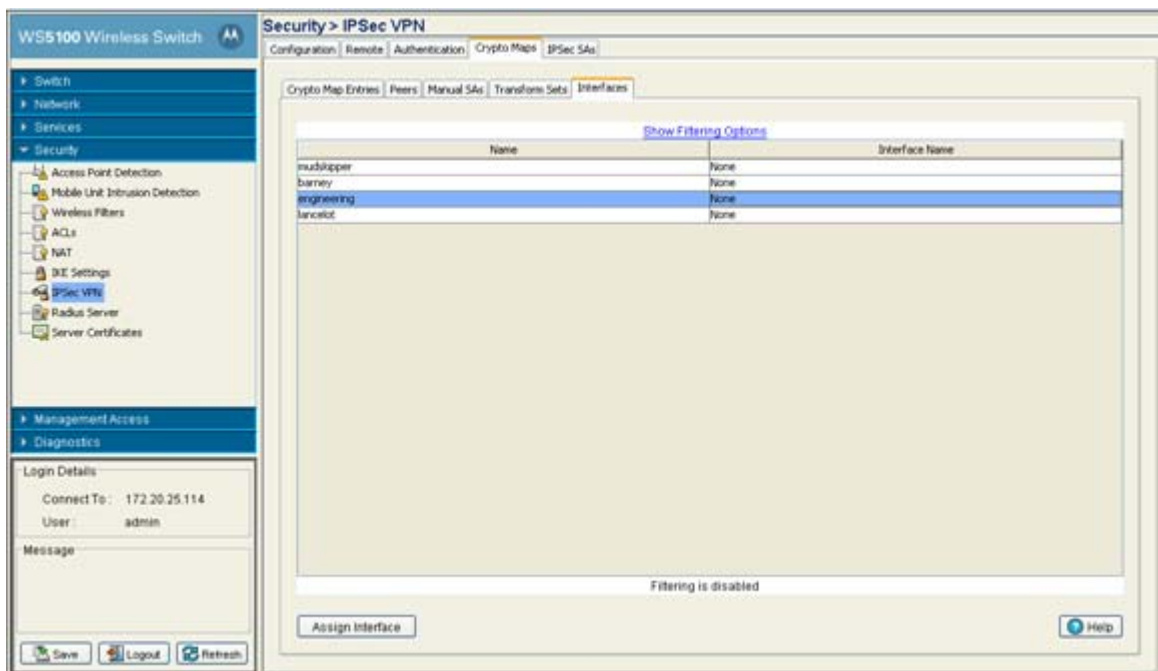 WS5100 Wireless Switch
Switch
Network
Services
Security
Access Point Detection
Mobile Unit Intrusion Detection
Wireless Filters
ACLs
NAT
IKE Settings
IPSec VPN
Radius Server
Server Certificates
Management Access
Diagnostics
Login Details
Connect To : 172.20.25.114
User : admin
Message
Save Logout Refresh
Security > IPSec VPN
Configuration Remote Authentication Crypto Maps IPSec SAs
Crypto Map Entries Peers Manual SAs Transform Sets Interfaces
Show Filtering Options
Name Interface Name
mudskipper None
barney None
engineering None
lancelot None
Filtering is disabled
Assign Interface Help